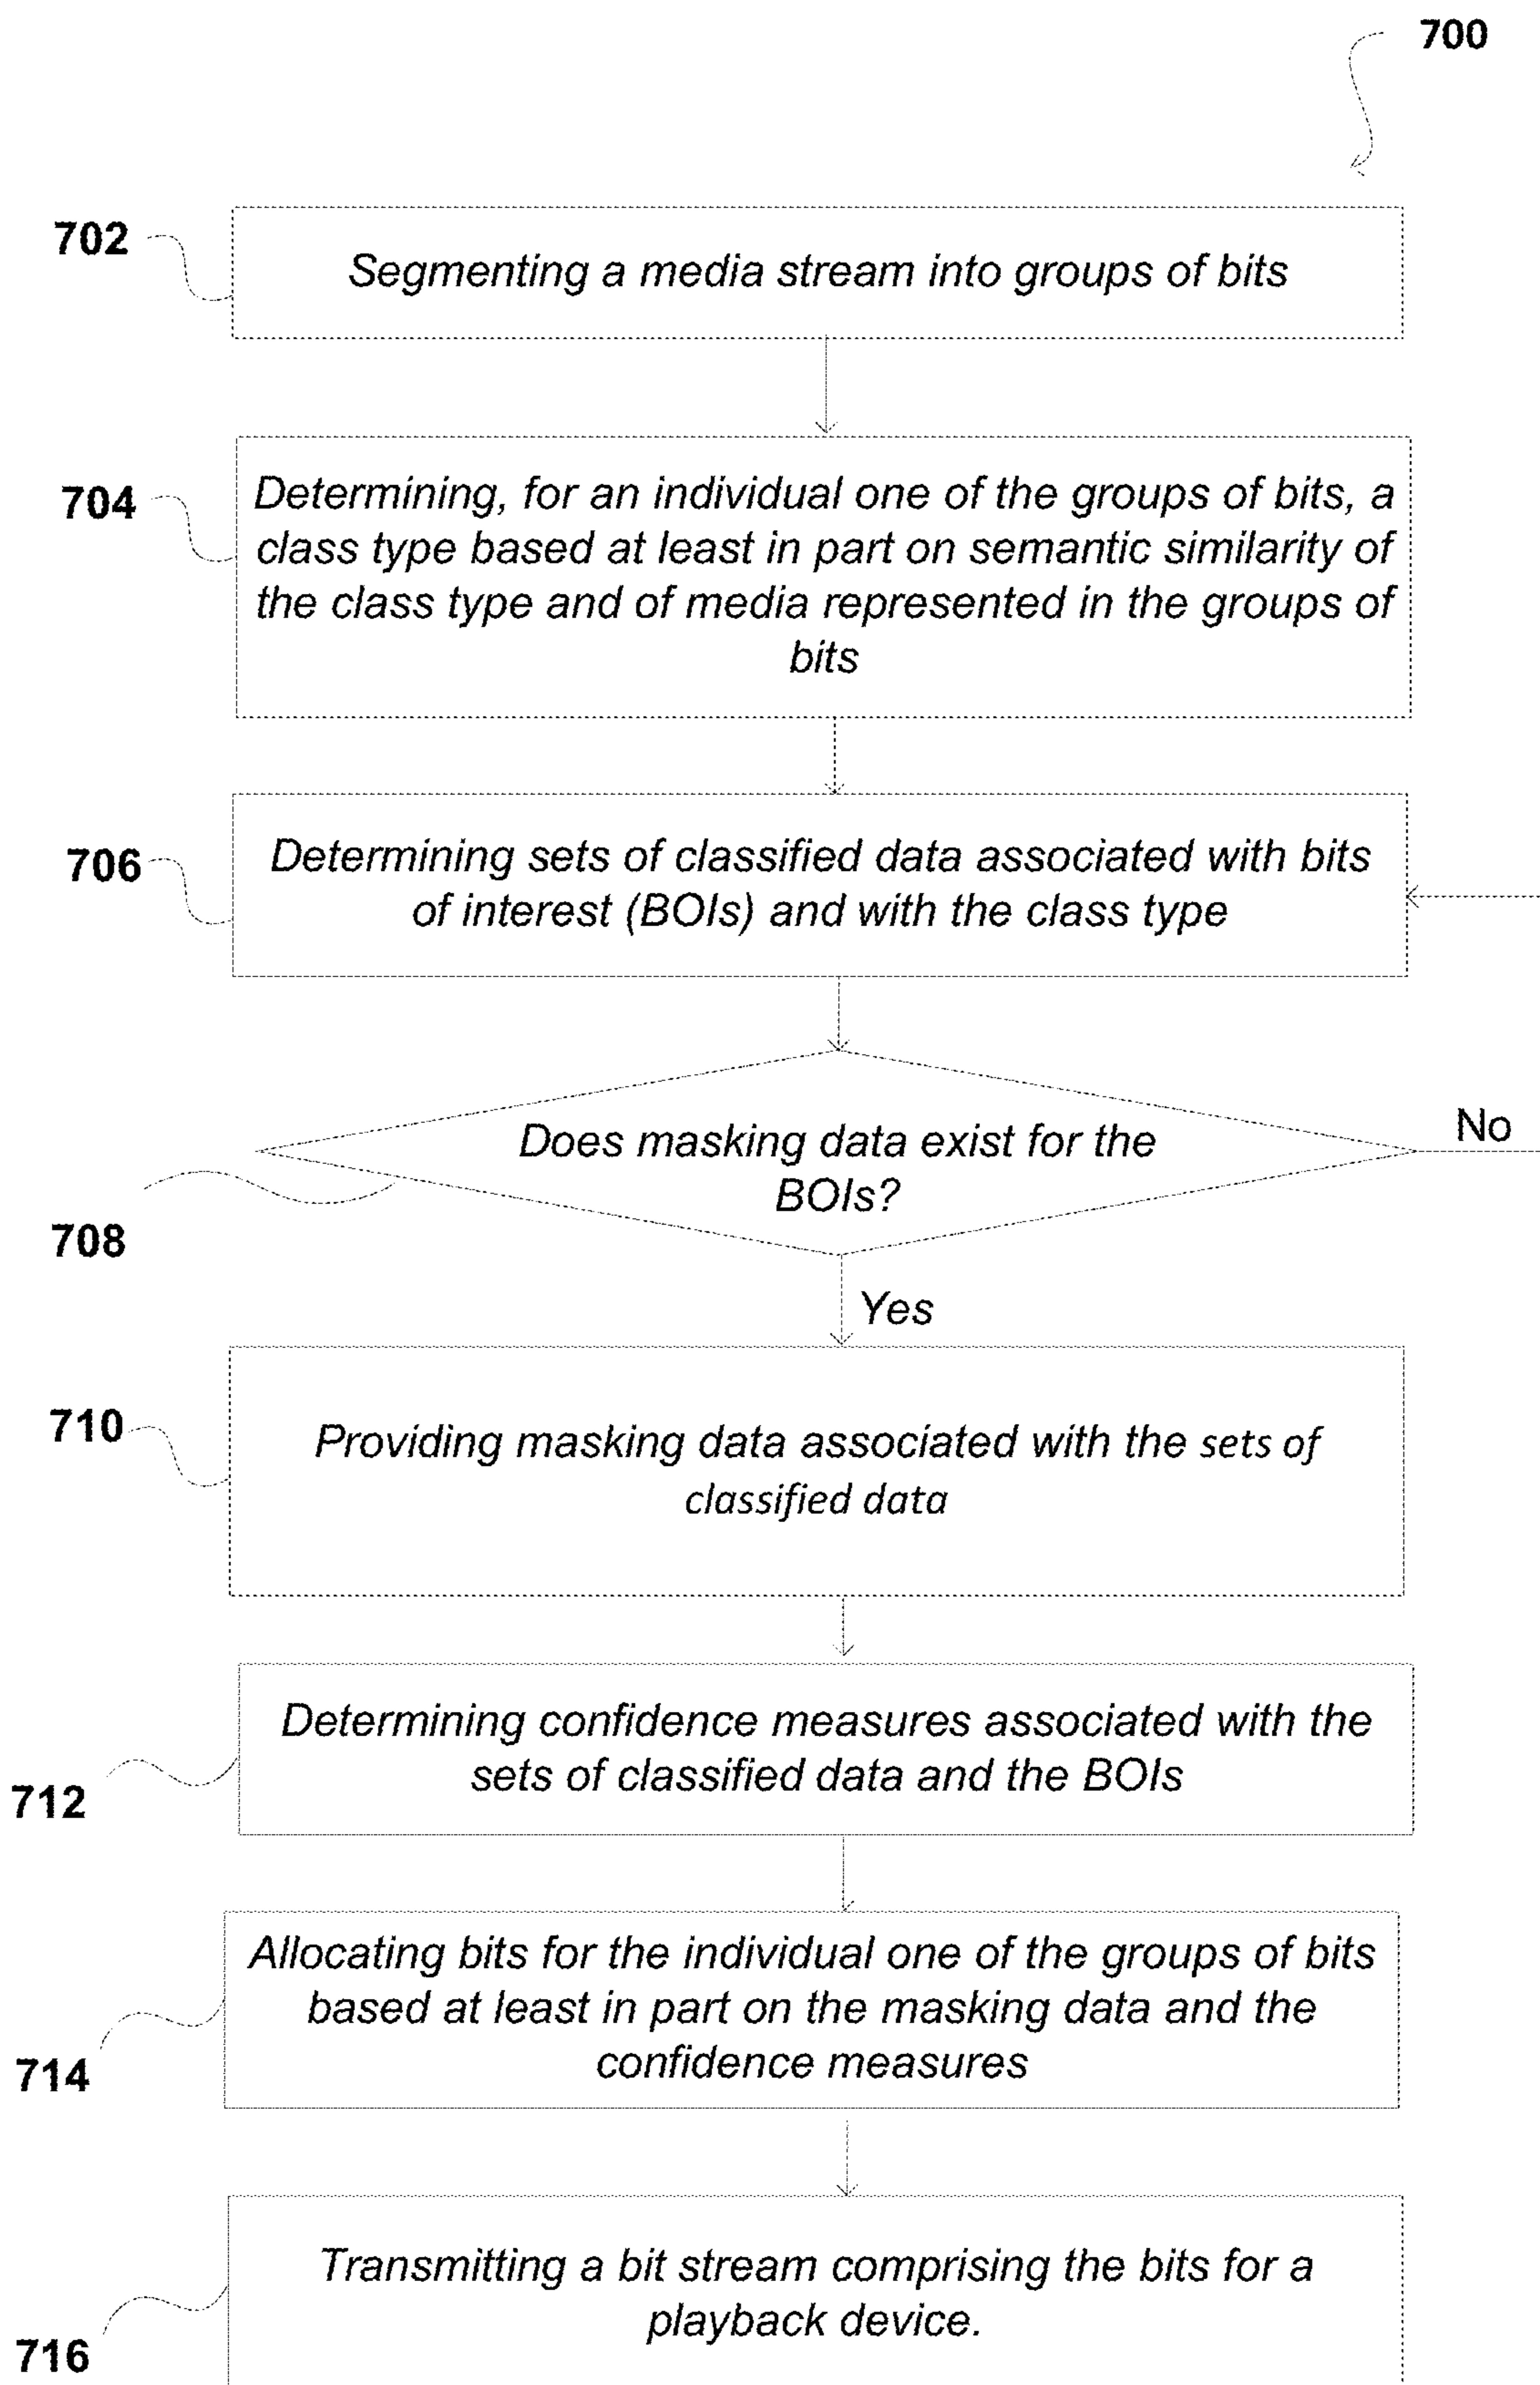 700
702
Segmenting a media stream into groups of bits
704
Determining, for an individual one of the groups of bits, a
class type based at least in part on semantic similarity of
the class type and of media represented in the groups of
bits
706
Determining sets of classified data associated with bits
of interest (BOIs) and with the class type
Does masking data exist for the
BOIs?
No
708
Yes
710
Providing masking data associated with the sets of
classified data
Determining confidence measures associated with the
sets of classified data and the BOIs
712
Allocating bits for the individual one of the groups of bits
based at least in part on the masking data and the
confidence measures
714
Transmitting a bit stream comprising the bits for a
playback device.
716